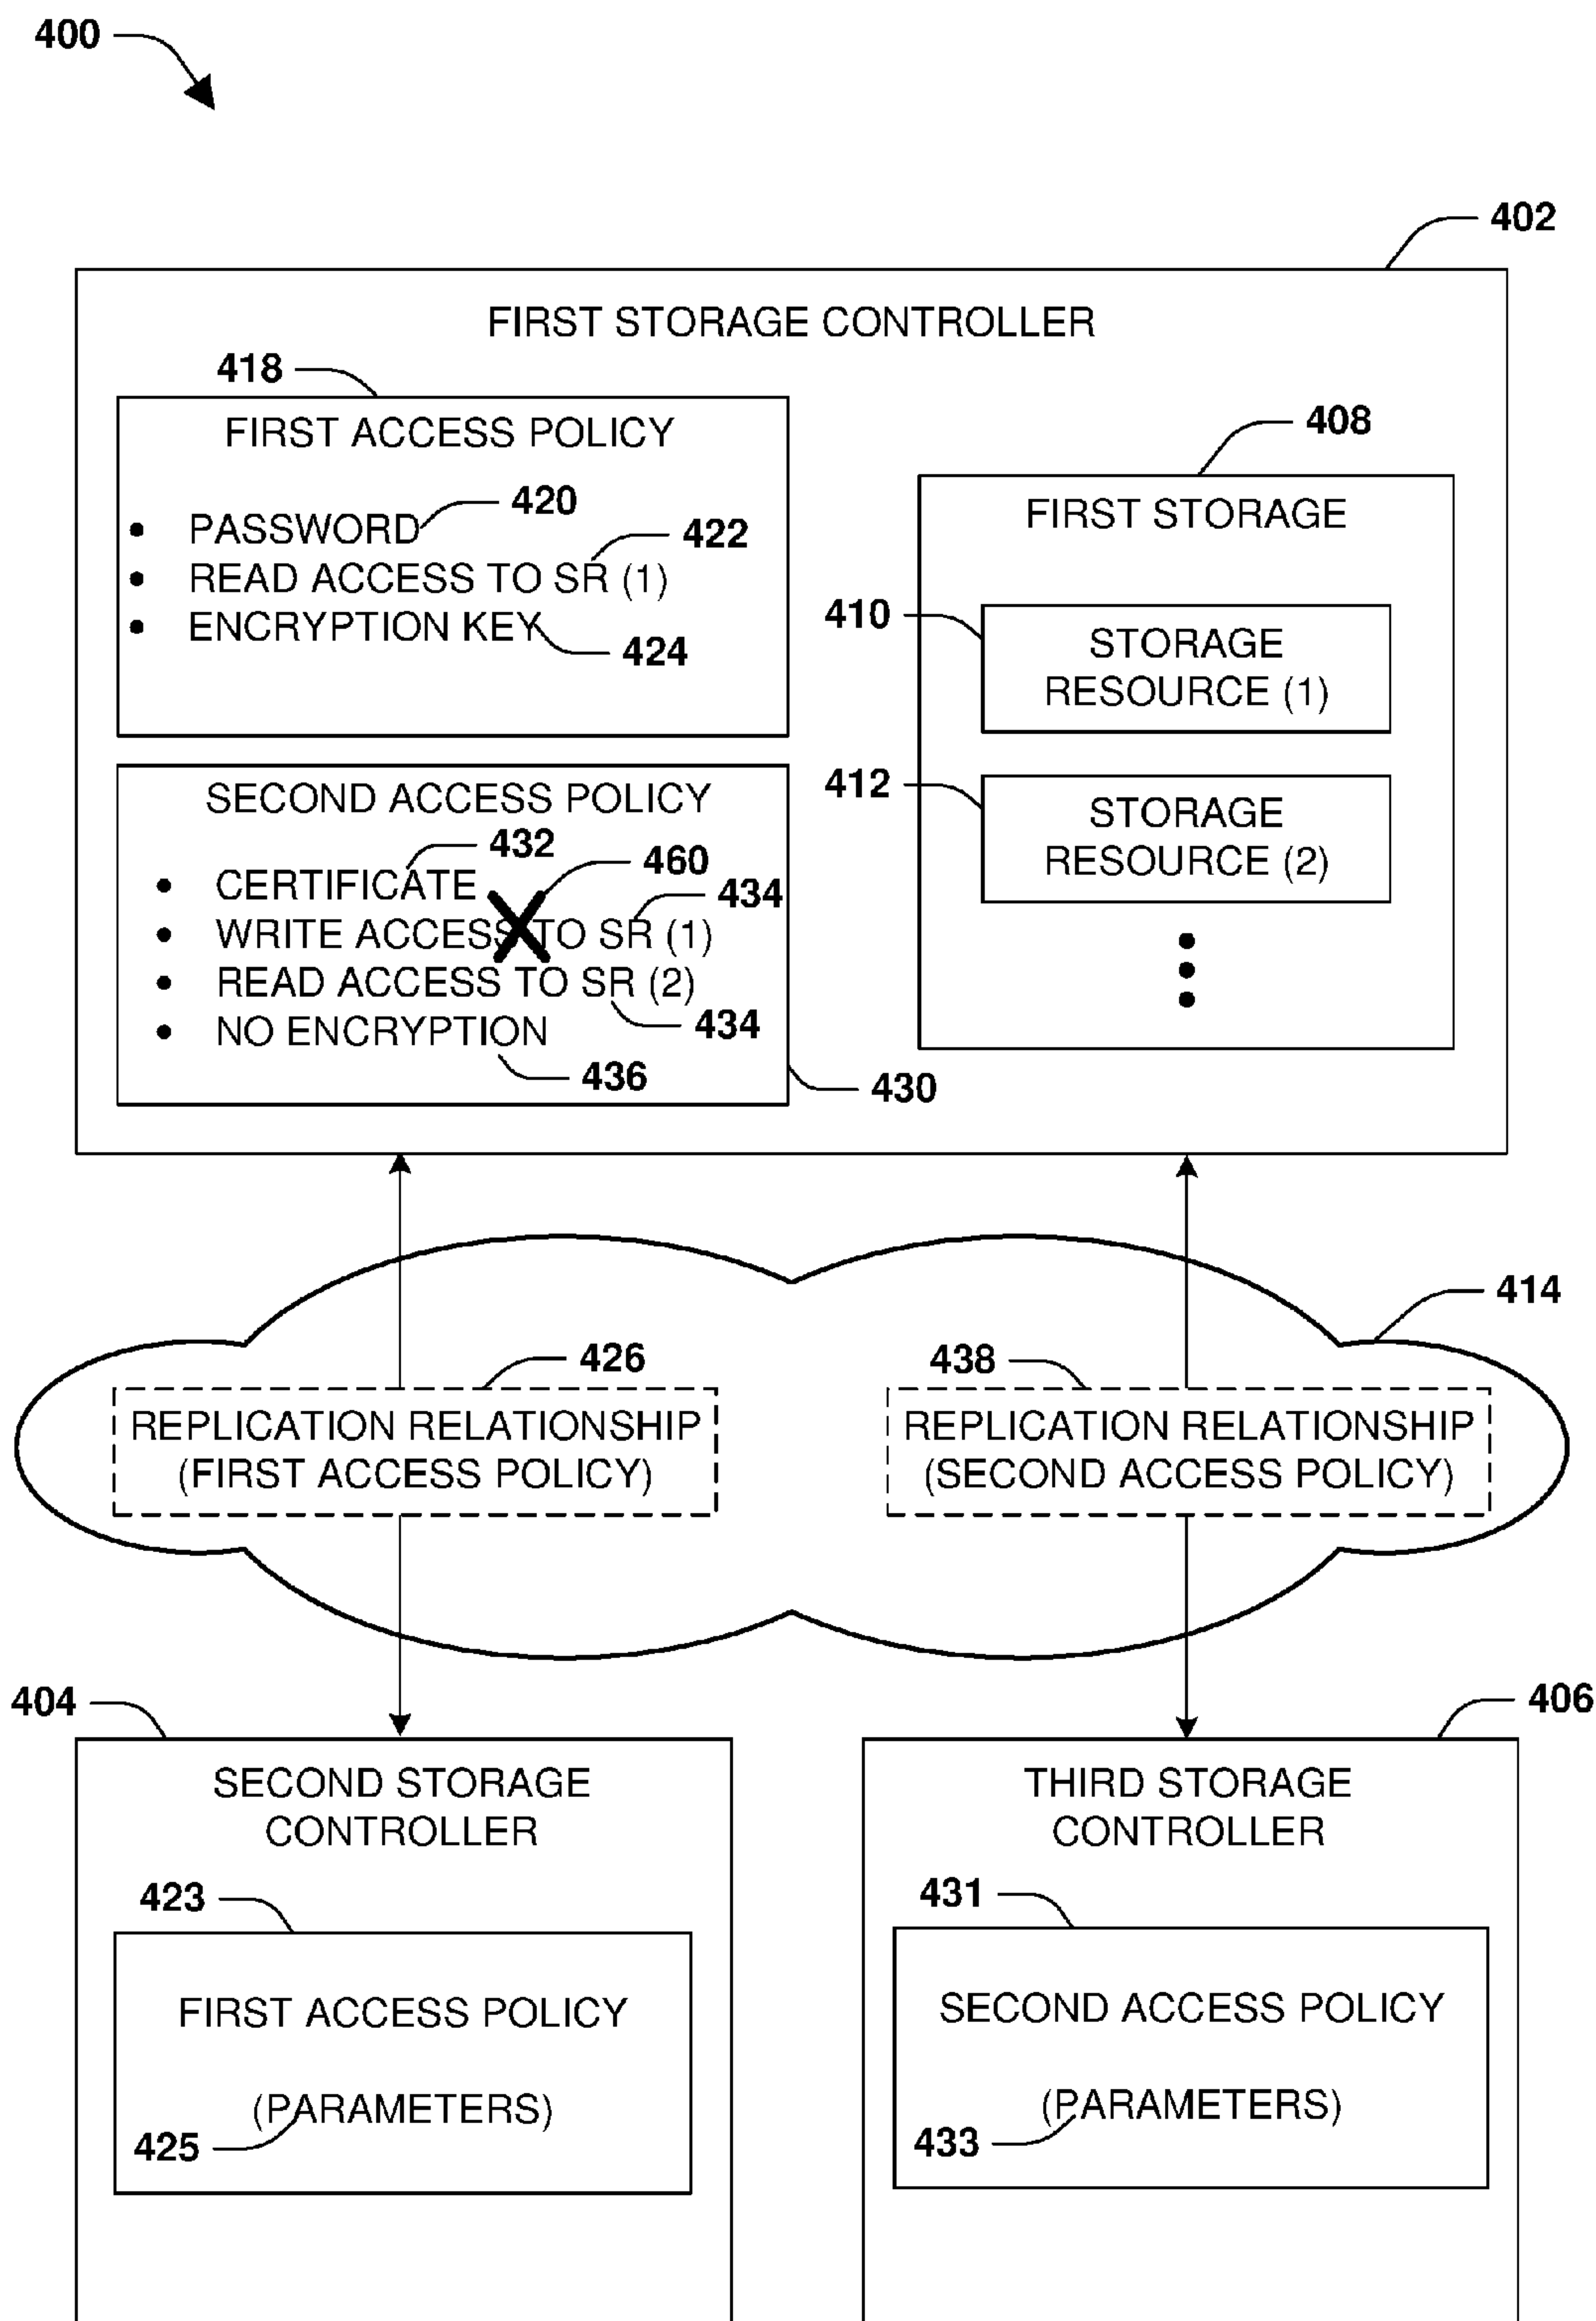 400
402
FIRST STORAGE CONTROLLER
418
FIRST ACCESS POLICY
420
• PASSWORD
422
• READ ACCESS TO SR (1)
• ENCRYPTION KEY
424
408
FIRST STORAGE
410
STORAGE
RESOURCE (1)
412
STORAGE
RESOURCE (2)
SECOND ACCESS POLICY
432
460
• CERTIFICATE
434
• WRITE ACCESS TO SR (1)
• READ ACCESS TO SR (2)
434
• NO ENCRYPTION
436
430
414
426
REPLICATION RELATIONSHIP
(FIRST ACCESS POLICY)
438
REPLICATION RELATIONSHIP
(SECOND ACCESS POLICY)
404
SECOND STORAGE
CONTROLLER
423
FIRST ACCESS POLICY
(PARAMETERS)
425
406
THIRD STORAGE
CONTROLLER
431
SECOND ACCESS POLICY
(PARAMETERS)
433